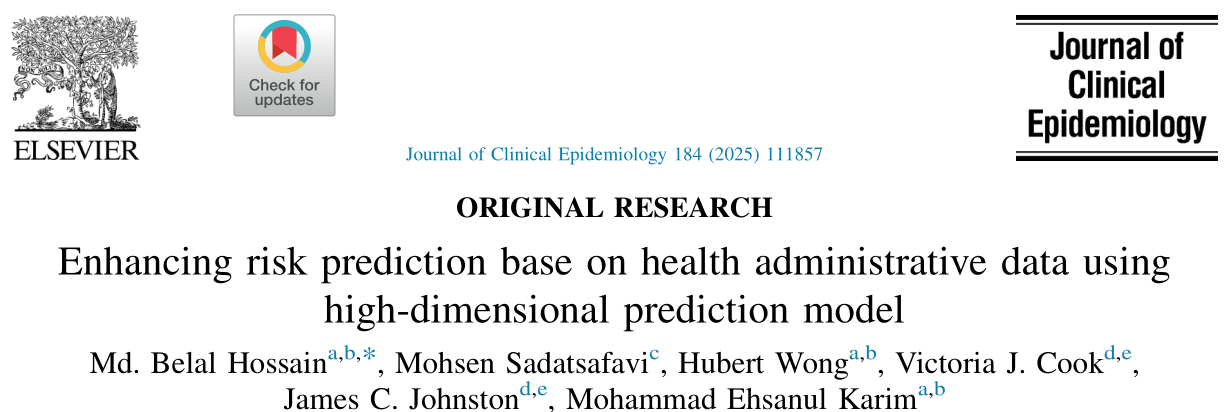 ELSEVIER
Check for
updates
Journal of
Clinical
Epidemiology
Journal of Clinical Epidemiology 184 (2025) 111857
ORIGINAL RESEARCH
Enhancing risk prediction base on health administrative data using
high-dimensional prediction model
Md. Belal Hossain a,b,*, Mohsen Sadatsafavi c, Hubert Wong a,b, Victoria J. Cook d,e,
James C. Johnston d,e, Mohammad Ehsanul Karim a,b